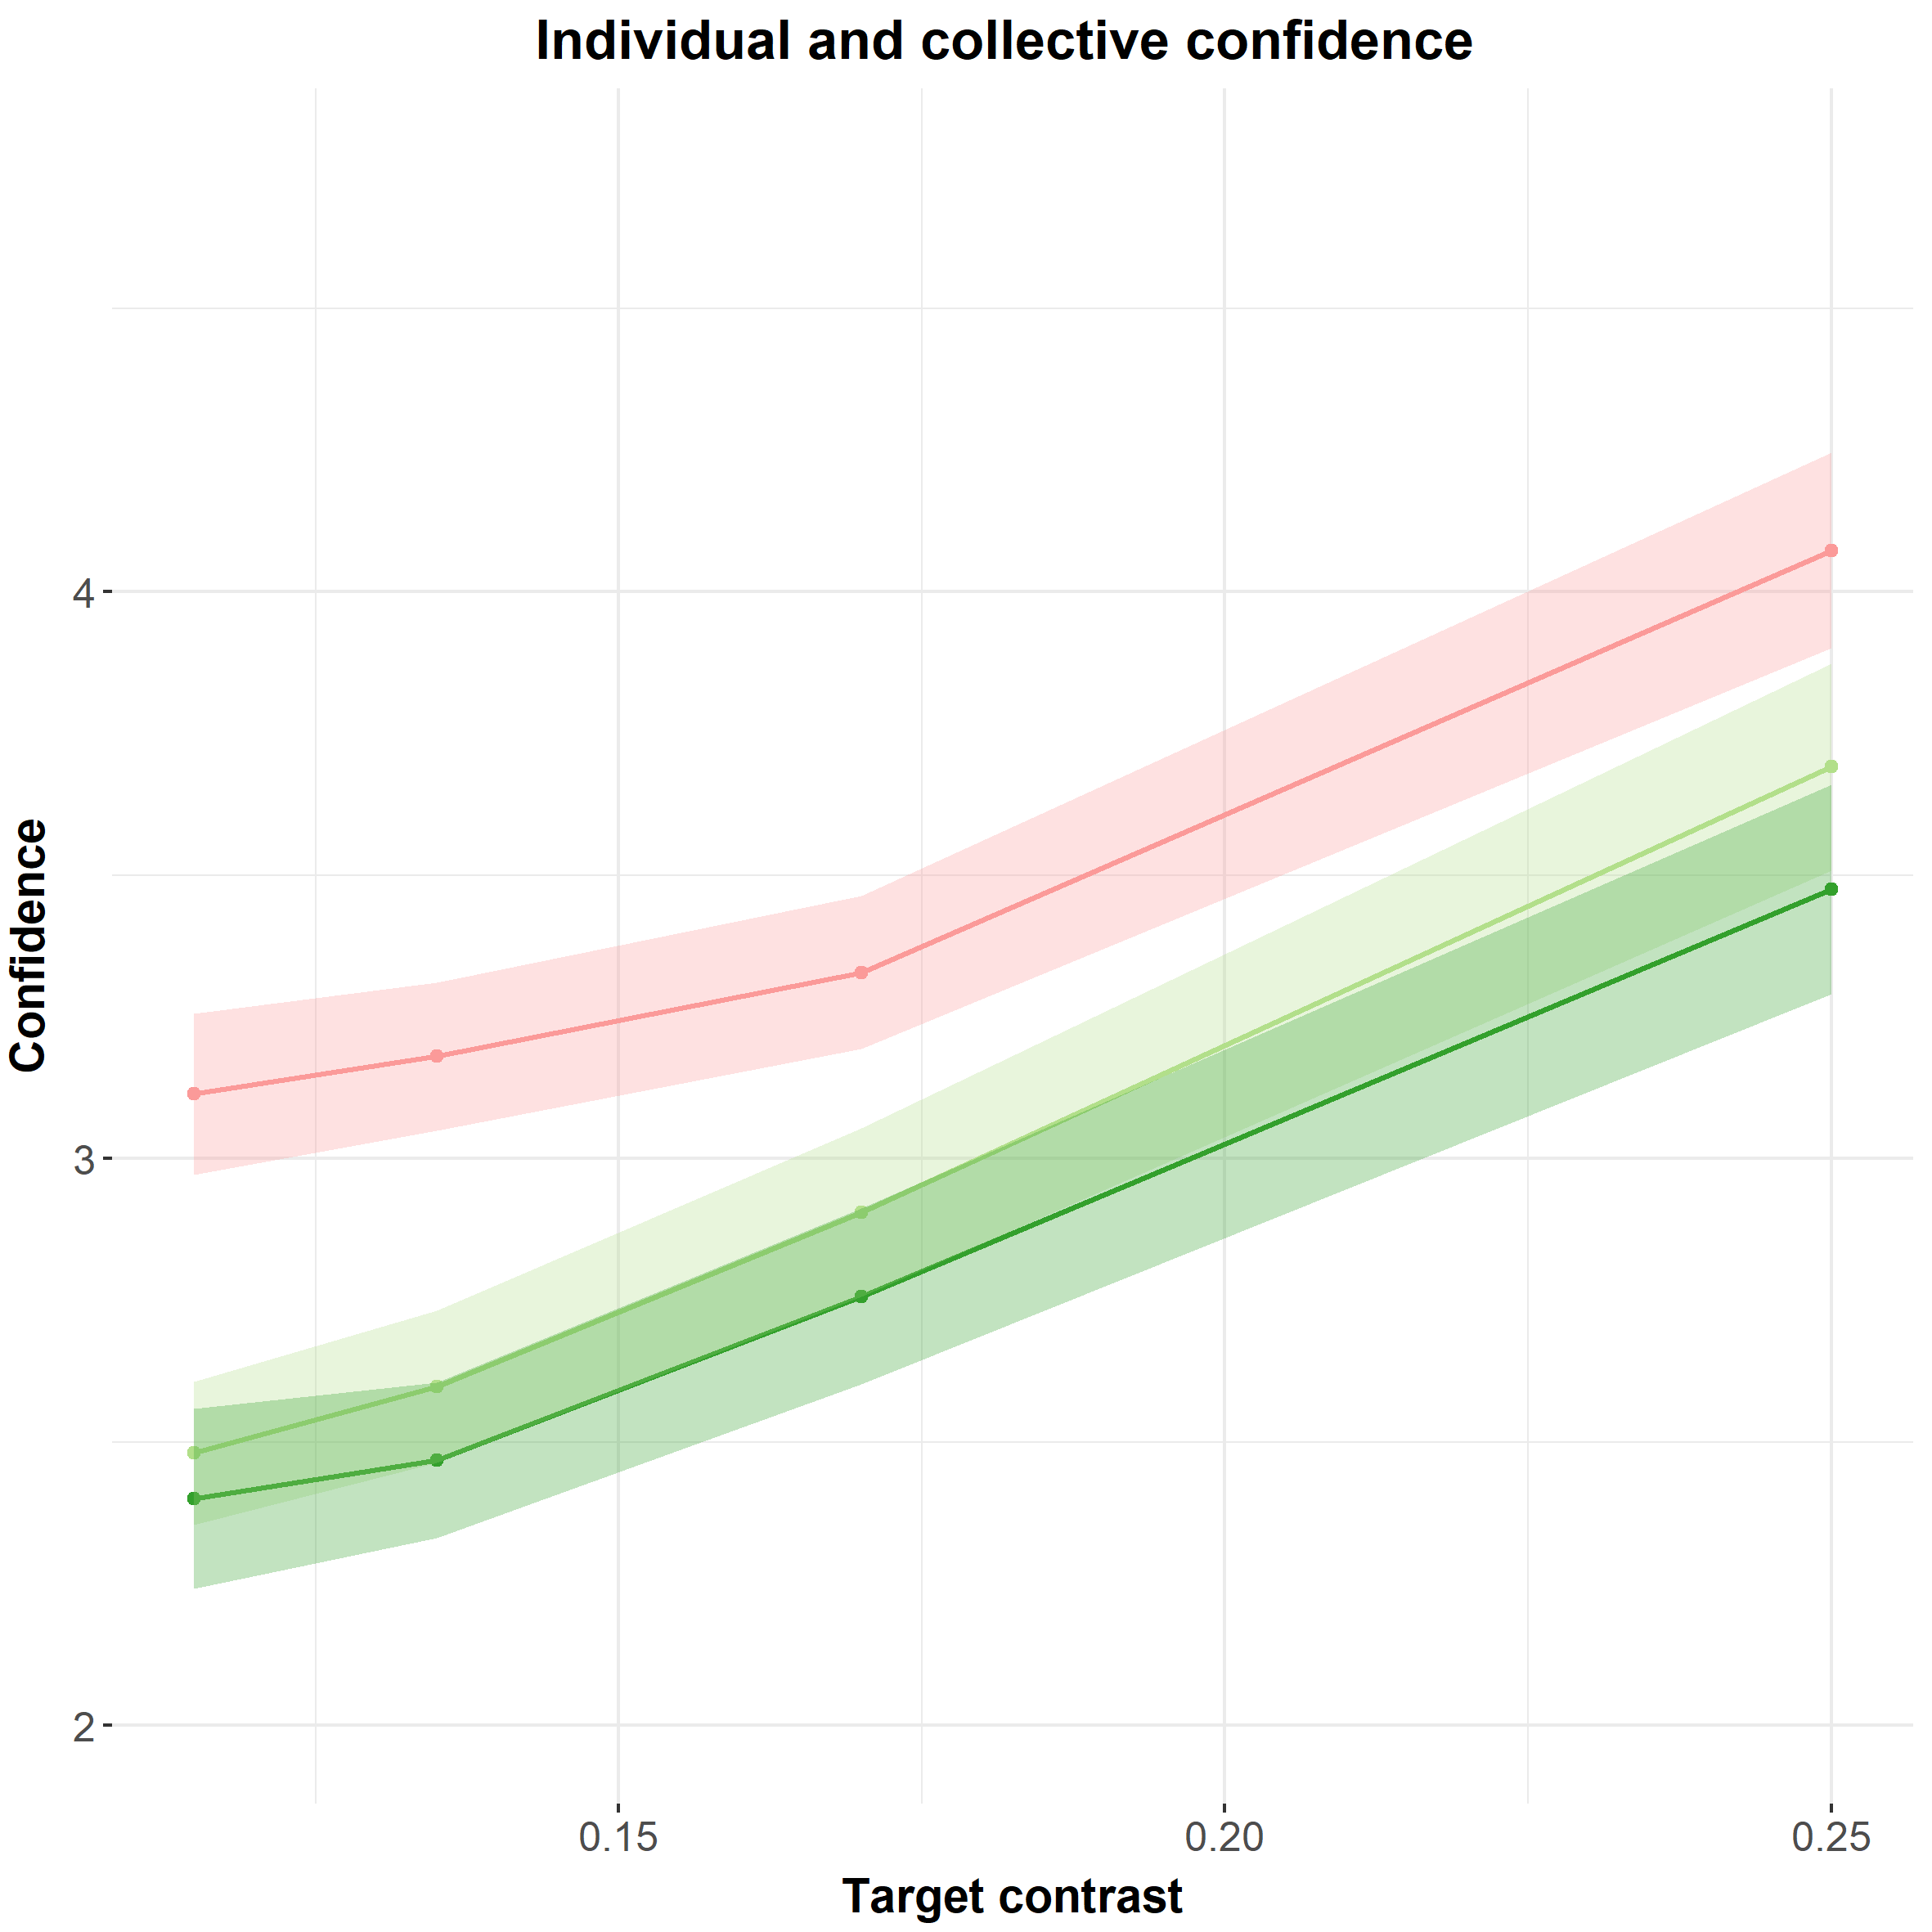 Individual and collective confidence
Confidence
4
3
2
0.15 0.20 0.25
Target contrast